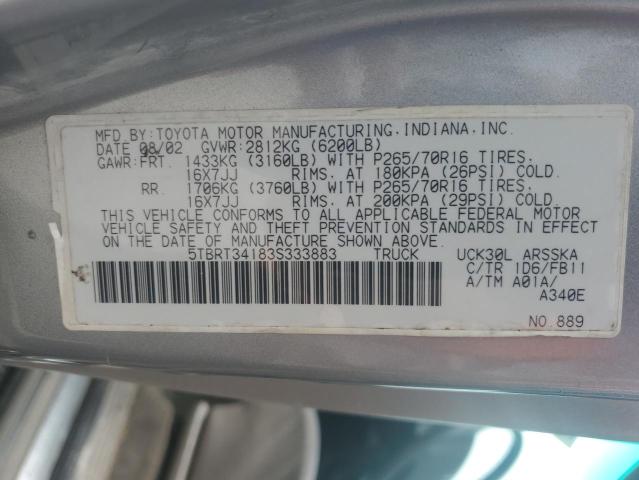 MFD.BY:TOYOTA MOTOR MANUFACTURING,INDIANA,INC.
DATE 08/02 GVWR:2812KG (6200LB)
GAWR:FRT. 1433KG (3160LB) WITH P265/70R16 TIRES.
16X7JJ RIMS. AT 180KPA (26PSI) COLD.
RR. 1706KG (3760LB) WITH P265/70R16 TIRES.
16X7JJ RIMS. AT 200KPA (29PSI) COLD.
THIS VEHICLE CONFORMS TO ALL APPLICABLE FEDERAL MOTOR
VEHICLE SAFETY AND THEFT PREVENTION STANDARDS IN EFFECT
ON THE DATE OF MANUFACTURE SHOWN ABOVE.
5TBRT34183S333883 TRUCK UCK30L ARSSKA
C/TR 1D6/FB11
A/TM A01A/
A340E
NO.889